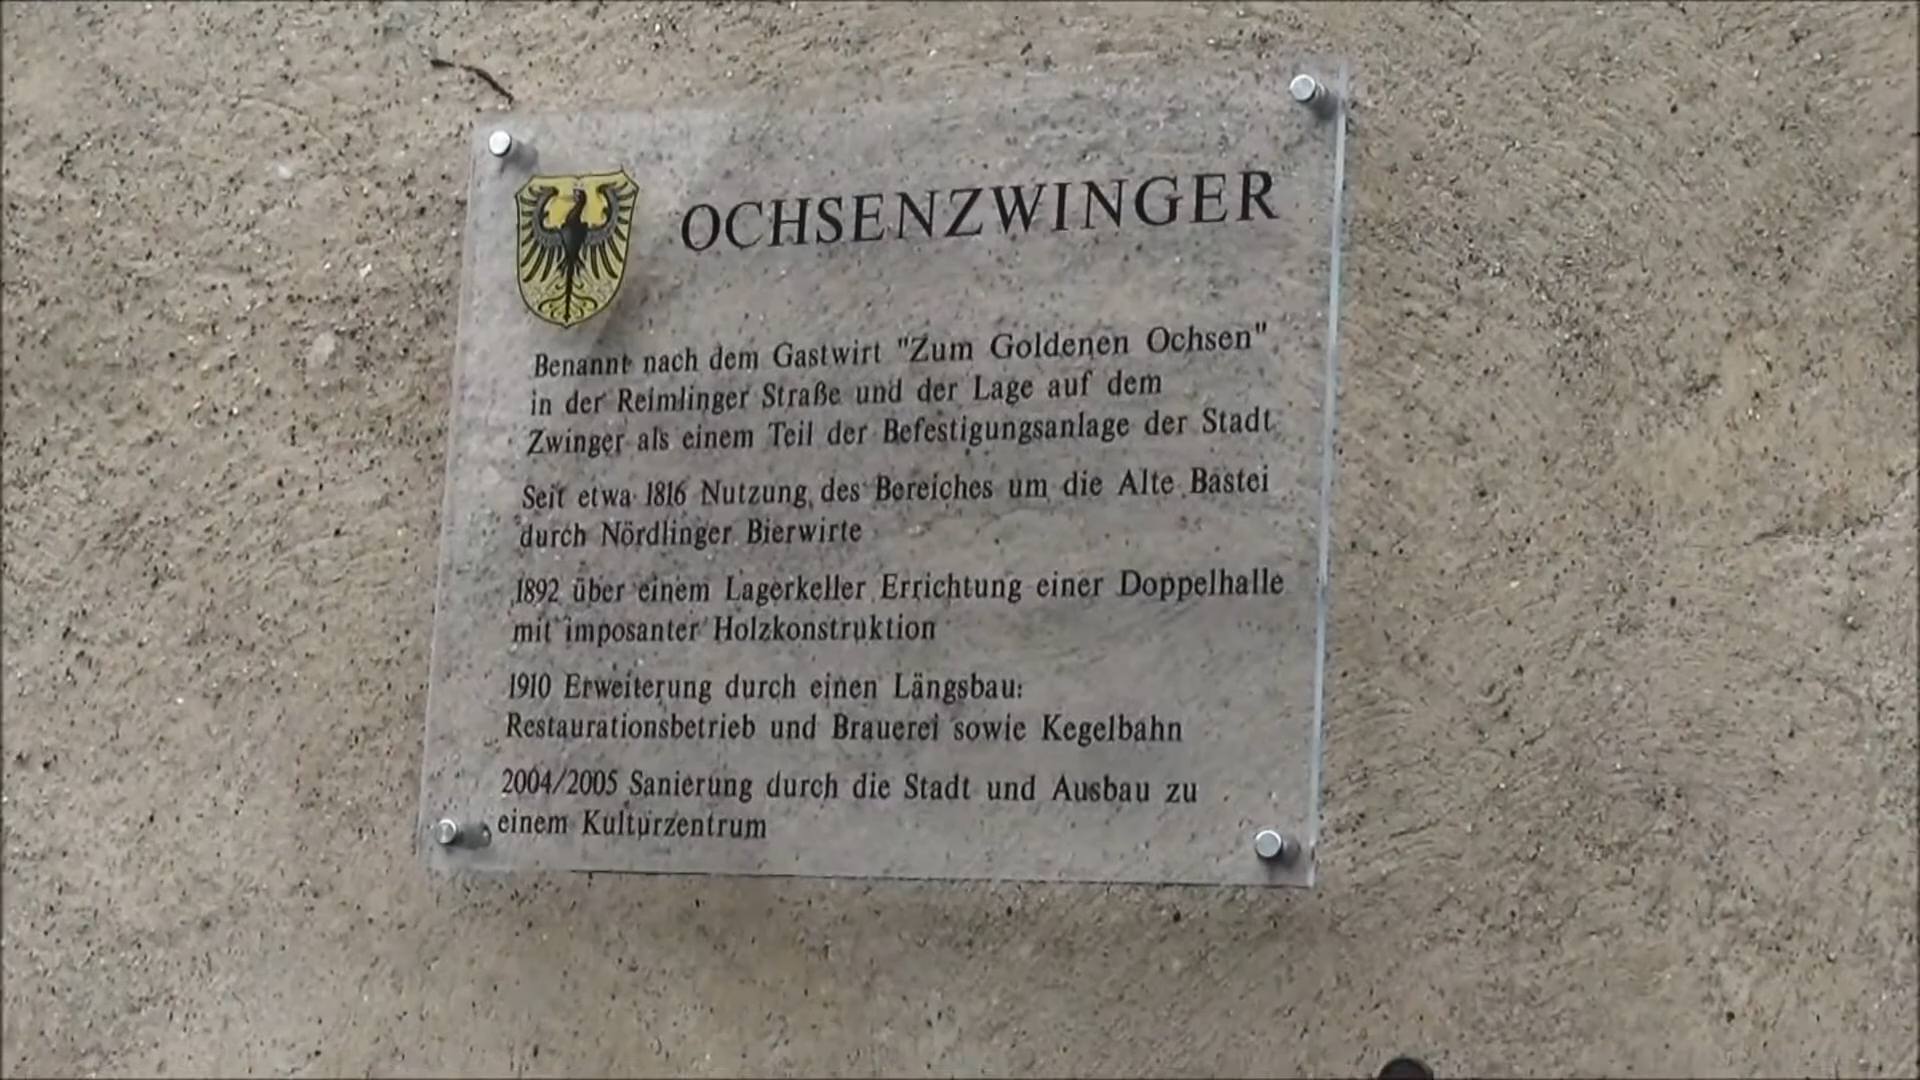 OCHSENZWINGER
Benannt nach dem Gastwirt "Zum Goldenen Ochsen"
in der Reimlinger Straße und der Lage auf dem
Zwinger als einem Teil der Befestigungsanlage der Stadt
Seit etwa 1816 Nutzung des Bereiches um die Alte Bastei
durch Nördlinger Bierwirte
1892 über einem Lagerkeller Errichtung einer Doppelhalle
mit imposanter Holzkonstruktion
1910 Erweiterung durch einen Längsbau:
Restaurationsbetrieb und Brauerei sowie Kegelbahn
2004/2005 Sanierung durch die Stadt und Ausbau zu
einem Kulturzentrum